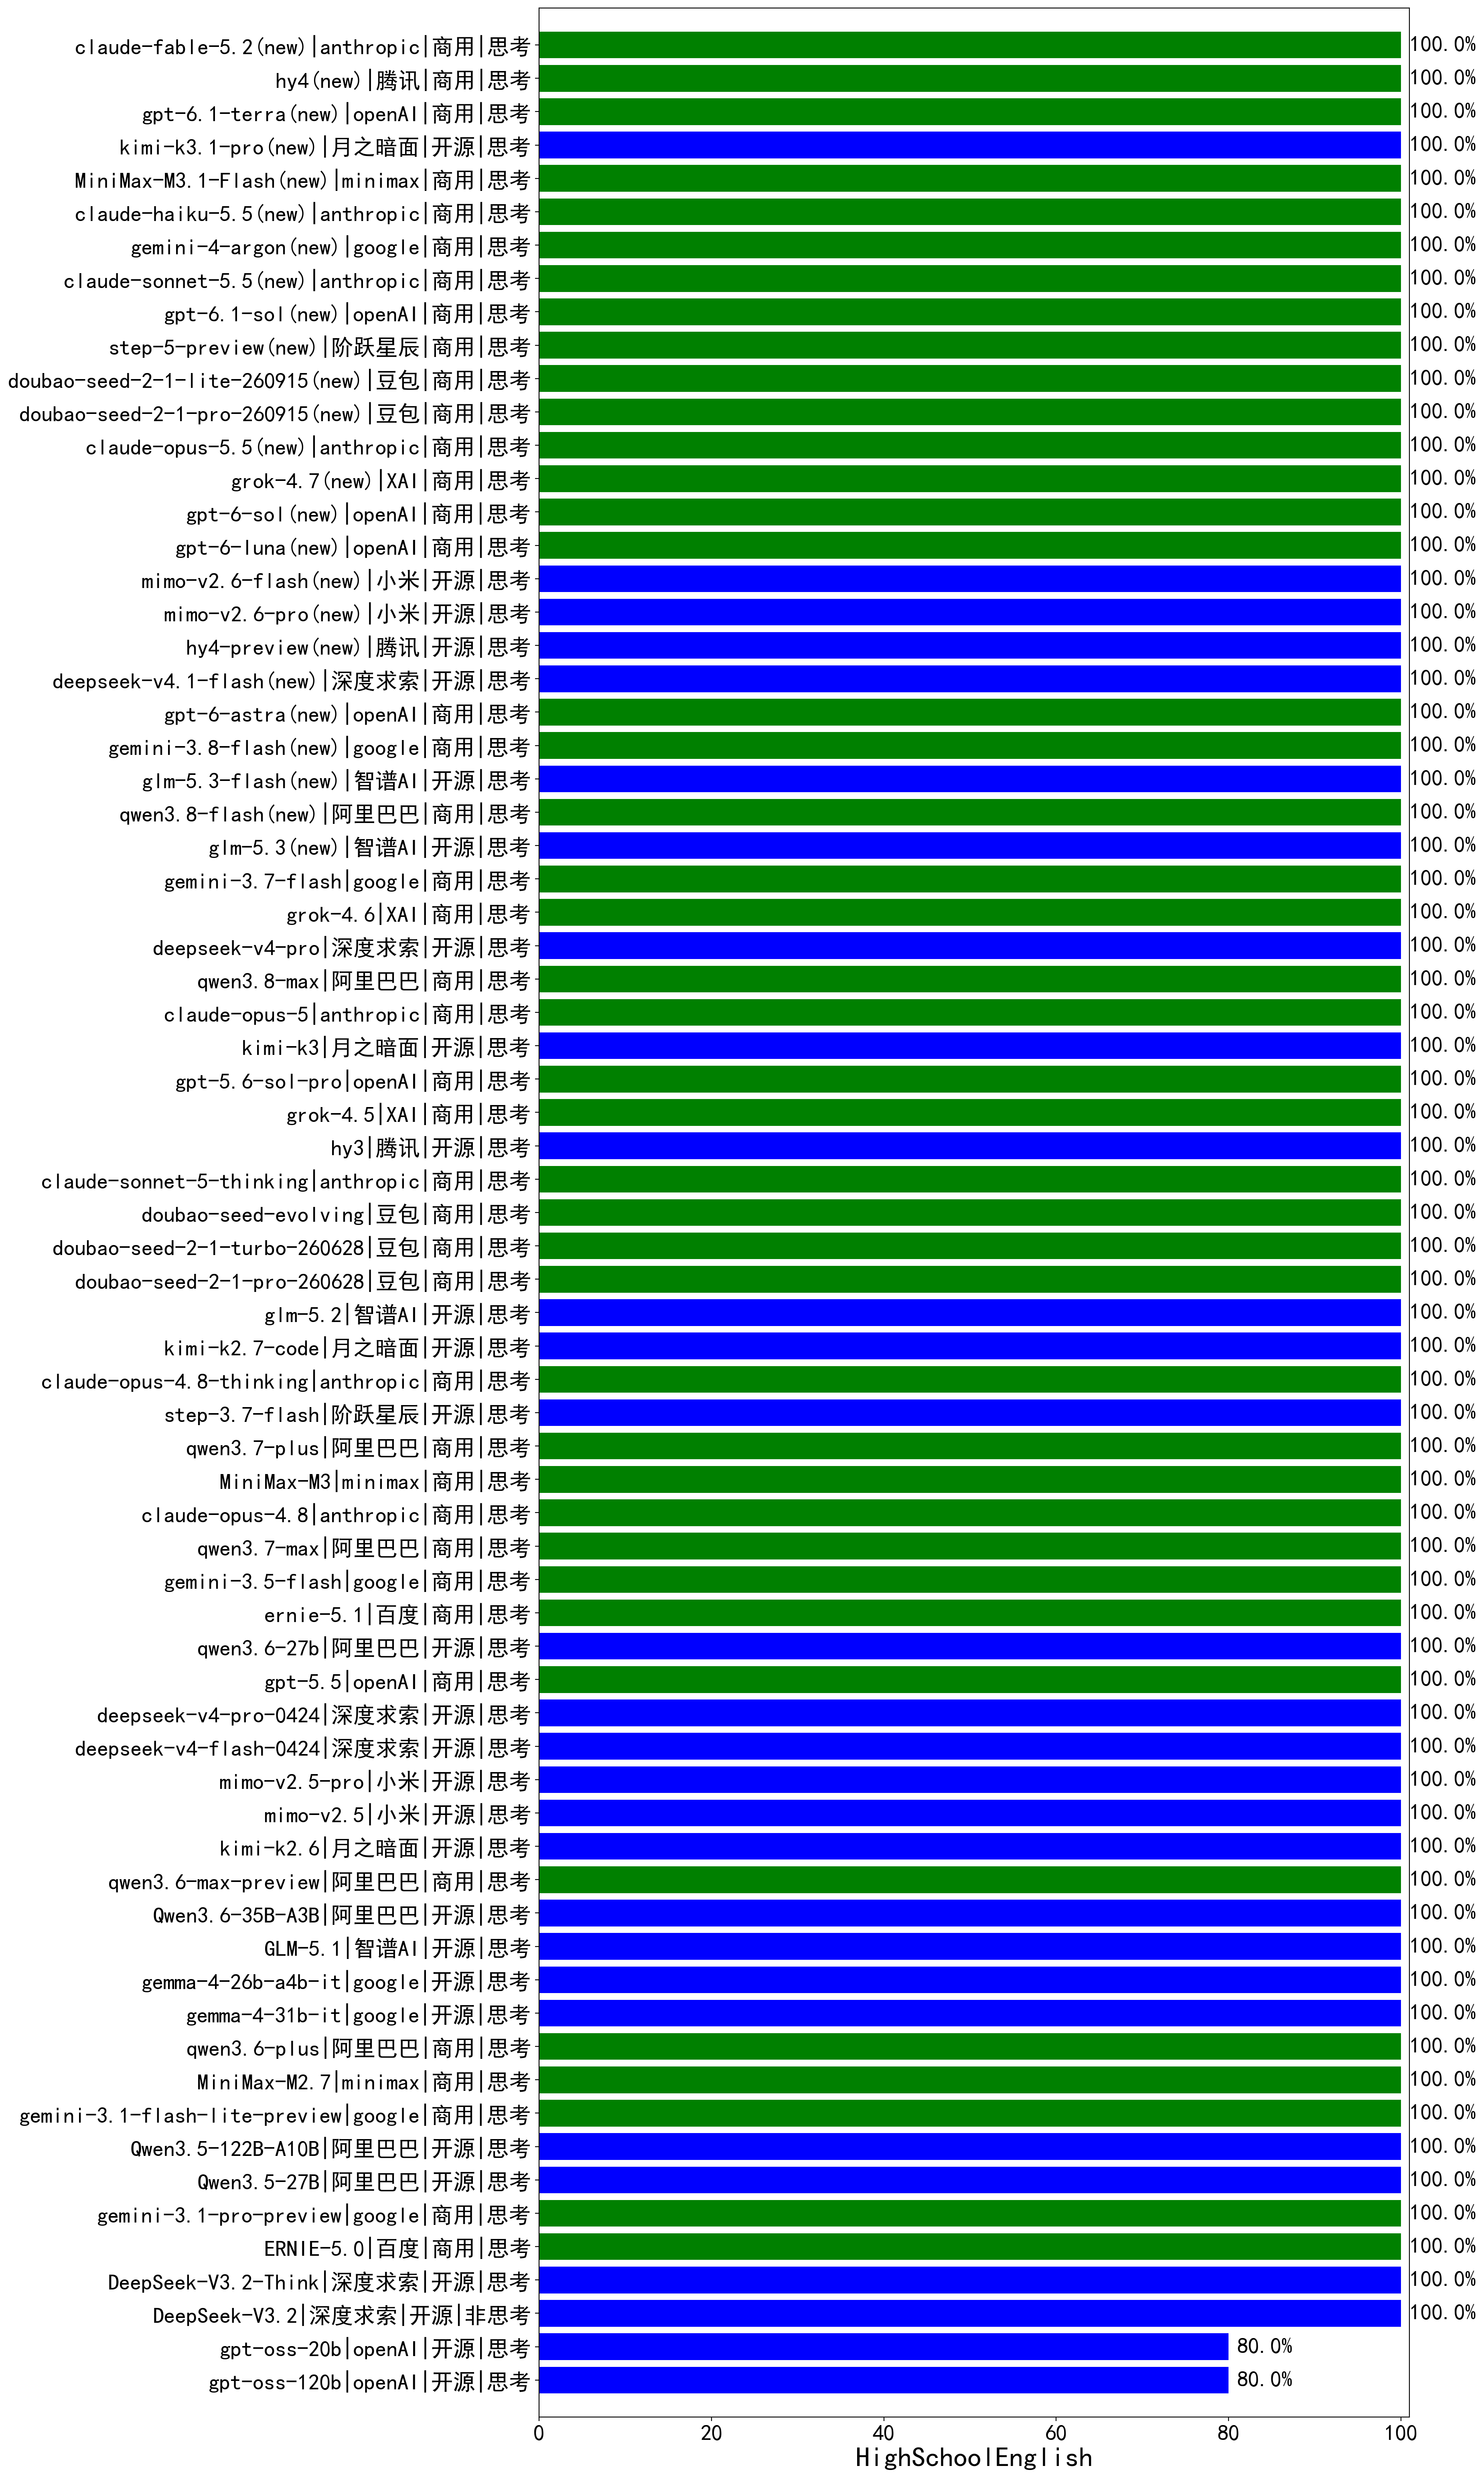 claude-fable-5.2(new)|anthropic|商用|思考 100.0%
hy4(new)|腾讯|商用|思考 100.0%
gpt-6.1-terra(new)|openAI|商用|思考 100.0%
kimi-k3.1-pro(new)|月之暗面|开源|思考 100.0%
MiniMax-M3.1-Flash(new)|minimax|商用|思考 100.0%
claude-haiku-5.5(new)|anthropic|商用|思考 100.0%
gemini-4-argon(new)|google|商用|思考 100.0%
claude-sonnet-5.5(new)|anthropic|商用|思考 100.0%
gpt-6.1-sol(new)|openAI|商用|思考 100.0%
step-5-preview(new)|阶跃星辰|商用|思考 100.0%
doubao-seed-2-1-lite-260915(new)|豆包|商用|思考 100.0%
doubao-seed-2-1-pro-260915(new)|豆包|商用|思考 100.0%
claude-opus-5.5(new)|anthropic|商用|思考 100.0%
grok-4.7(new)|XAI|商用|思考 100.0%
gpt-6-sol(new)|openAI|商用|思考 100.0%
gpt-6-luna(new)|openAI|商用|思考 100.0%
mimo-v2.6-flash(new)|小米|开源|思考 100.0%
mimo-v2.6-pro(new)|小米|开源|思考 100.0%
hy4-preview(new)|腾讯|开源|思考 100.0%
deepseek-v4.1-flash(new)|深度求索|开源|思考 100.0%
gpt-6-astra(new)|openAI|商用|思考 100.0%
gemini-3.8-flash(new)|google|商用|思考 100.0%
glm-5.3-flash(new)|智谱AI|开源|思考 100.0%
qwen3.8-flash(new)|阿里巴巴|商用|思考 100.0%
glm-5.3(new)|智谱AI|开源|思考 100.0%
gemini-3.7-flash|google|商用|思考 100.0%
grok-4.6|XAI|商用|思考 100.0%
deepseek-v4-pro|深度求索|开源|思考 100.0%
qwen3.8-max|阿里巴巴|商用|思考 100.0%
claude-opus-5|anthropic|商用|思考 100.0%
kimi-k3|月之暗面|开源|思考 100.0%
gpt-5.6-sol-pro|openAI|商用|思考 100.0%
grok-4.5|XAI|商用|思考 100.0%
hy3|腾讯|开源|思考 100.0%
claude-sonnet-5-thinking|anthropic|商用|思考 100.0%
doubao-seed-evolving|豆包|商用|思考 100.0%
doubao-seed-2-1-turbo-260628|豆包|商用|思考 100.0%
doubao-seed-2-1-pro-260628|豆包|商用|思考 100.0%
glm-5.2|智谱AI|开源|思考 100.0%
kimi-k2.7-code|月之暗面|开源|思考 100.0%
claude-opus-4.8-thinking|anthropic|商用|思考 100.0%
step-3.7-flash|阶跃星辰|开源|思考 100.0%
qwen3.7-plus|阿里巴巴|商用|思考 100.0%
MiniMax-M3|minimax|商用|思考 100.0%
claude-opus-4.8|anthropic|商用|思考 100.0%
qwen3.7-max|阿里巴巴|商用|思考 100.0%
gemini-3.5-flash|google|商用|思考 100.0%
ernie-5.1|百度|商用|思考 100.0%
qwen3.6-27b|阿里巴巴|开源|思考 100.0%
gpt-5.5|openAI|商用|思考 100.0%
deepseek-v4-pro-0424|深度求索|开源|思考 100.0%
deepseek-v4-flash-0424|深度求索|开源|思考 100.0%
mimo-v2.5-pro|小米|开源|思考 100.0%
mimo-v2.5|小米|开源|思考 100.0%
kimi-k2.6|月之暗面|开源|思考 100.0%
qwen3.6-max-preview|阿里巴巴|商用|思考 100.0%
Qwen3.6-35B-A3B|阿里巴巴|开源|思考 100.0%
GLM-5.1|智谱AI|开源|思考 100.0%
gemma-4-26b-a4b-it|google|开源|思考 100.0%
gemma-4-31b-it|google|开源|思考 100.0%
qwen3.6-plus|阿里巴巴|商用|思考 100.0%
MiniMax-M2.7|minimax|商用|思考 100.0%
gemini-3.1-flash-lite-preview|google|商用|思考 100.0%
Qwen3.5-122B-A10B|阿里巴巴|开源|思考 100.0%
Qwen3.5-27B|阿里巴巴|开源|思考 100.0%
gemini-3.1-pro-preview|google|商用|思考 100.0%
ERNIE-5.0|百度|商用|思考 100.0%
DeepSeek-V3.2-Think|深度求索|开源|思考 100.0%
DeepSeek-V3.2|深度求索|开源|非思考 100.0%
gpt-oss-20b|openAI|开源|思考 80.0%
gpt-oss-120b|openAI|开源|思考 80.0%
0 20 40 60 80 100
HighSchoolEnglish